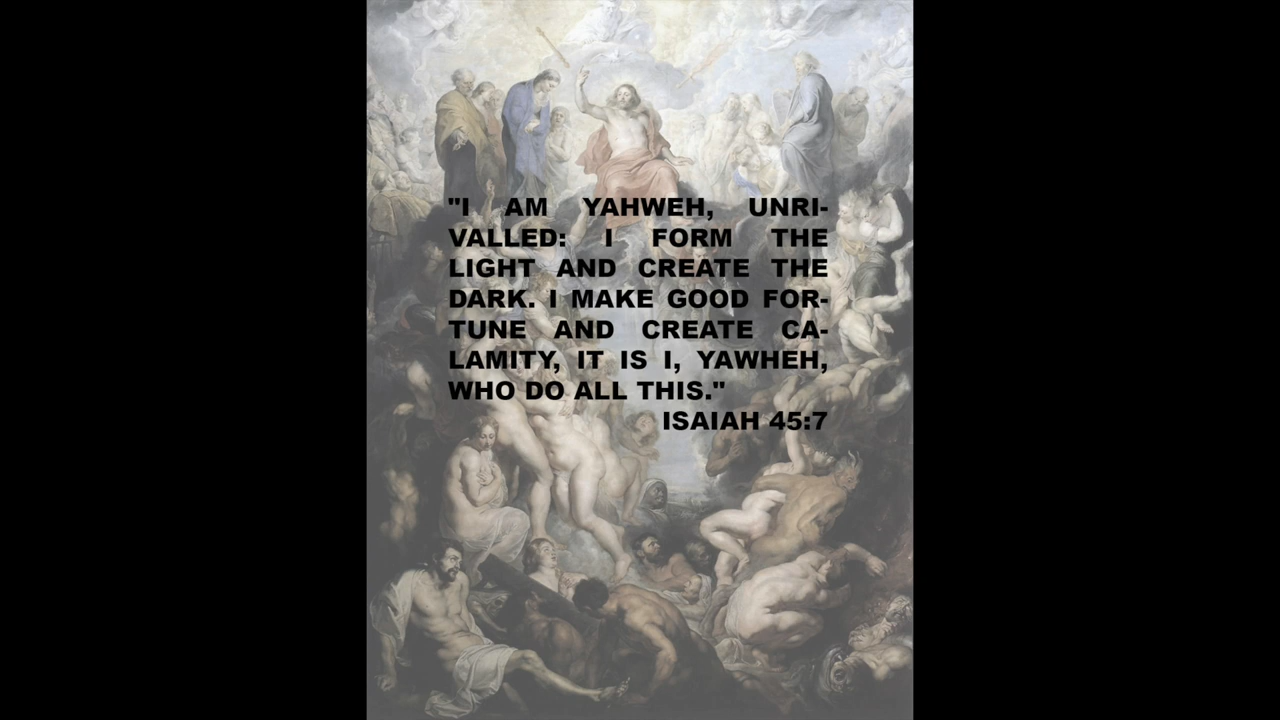 "I AM YAHWEH, UNRI-
VALLED: I FORM THE
LIGHT AND CREATE THE
DARK. I MAKE GOOD FOR-
TUNE AND CREATE CA-
LAMITY, IT IS I, YAWHEH,
WHO DO ALL THIS."
ISAIAH 45:7